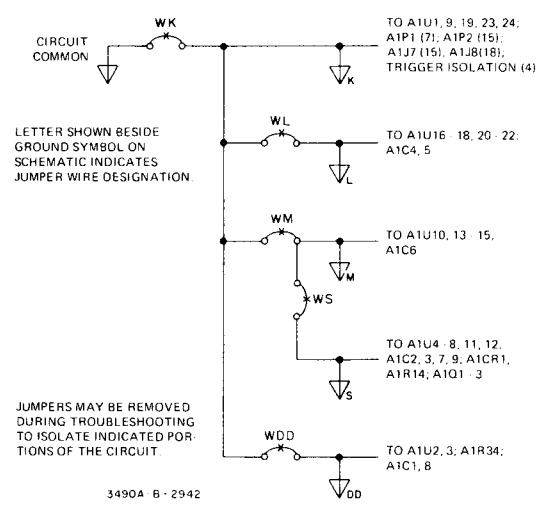 WK
CIRCUIT
COMMON
TO A1U1, 9, 19, 23, 24;
A1P1 (7); A1P2 (15);
A1J7 (15), A1J8(18);
TRIGGER ISOLATION (4)
K
LETTER SHOWN BESIDE
GROUND SYMBOL ON
SCHEMATIC INDICATES
JUMPER WIRE DESIGNATION.
WL
TO A1U16 - 18, 20 - 22;
A1C4, 5
L
WM
TO A1U10, 13 - 15,
A1C6
M
WS
TO A1U4 - 8, 11, 12,
A1C2, 3, 7, 9; A1CR1,
A1R14; A1Q1 - 3
S
JUMPERS MAY BE REMOVED
DURING TROUBLESHOOTING
TO ISOLATE INDICATED POR-
TIONS OF THE CIRCUIT.
WDD
TO A1U2, 3; A1R34;
A1C1, 8
DD
3490A-B-2942